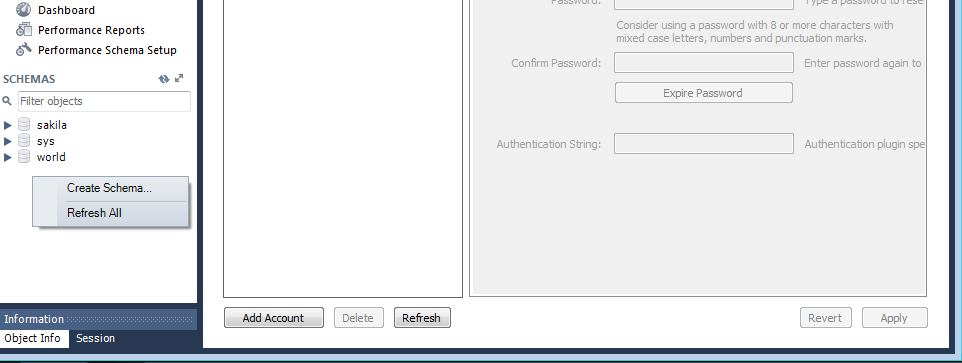 Dashboard
Performance Reports
Performance Schema Setup
SCHEMAS
Filter objects
sakila
sys
world
Create Schema...
Refresh All
Information
Object Info Session
Password:
Type a password to rese
Consider using a password with 8 or more characters with
mixed case letters, numbers and punctuation marks.
Confirm Password:
Enter password again to
Expire Password
Authentication String:
Authentication plugin spe
Add Account Delete Refresh
Revert Apply